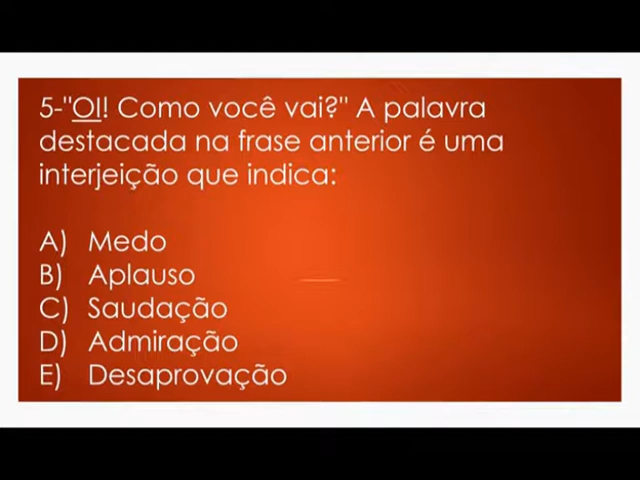 5-"OI! Como você vai?" A palavra
destacada na frase anterior é uma
interjeição que indica:
A) Medo
B) Aplauso
C) Saudação
D) Admiração
E) Desaprovação